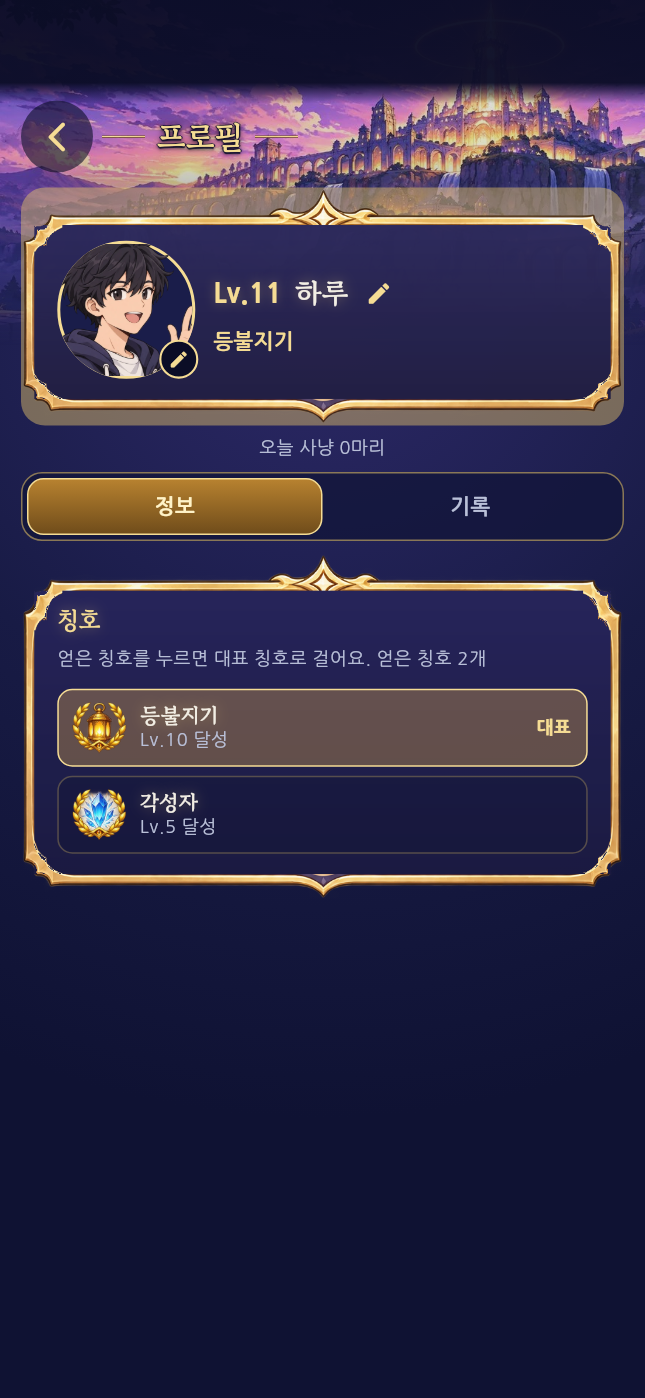 프로필
Lv.11 하루
등불지기
오늘 사냥 0마리
정보 기록
칭호
얻은 칭호를 누르면 대표 칭호로 걸어요. 얻은 칭호 2개
등불지기
Lv.10 달성
대표
각성자
Lv.5 달성